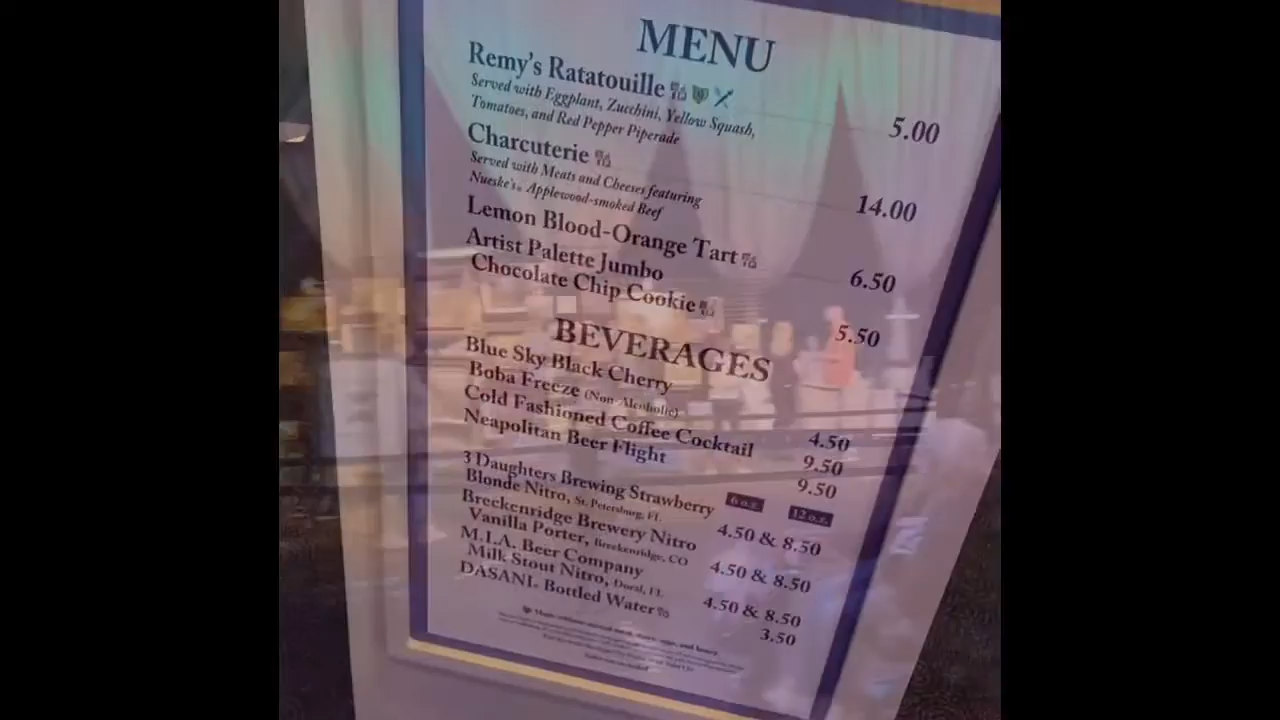 MENU
Remy's Ratatouille
Served with Eggplant, Zucchini, Yellow Squash,
Tomatoes, and Red Pepper Piperade
5.00
Charcuterie
Served with Meats and Cheeses featuring
Nueske's® Applewood-smoked Beef
14.00
Lemon Blood-Orange Tart
6.50
Artist Palette Jumbo
Chocolate Chip Cookie
5.50
BEVERAGES
Blue Sky Black Cherry
Boba Freeze (Non-Alcoholic)
4.50
Cold Fashioned Coffee Cocktail
9.50
Neapolitan Beer Flight
9.50
6 oz. 12 oz.
3 Daughters Brewing Strawberry
Blonde Nitro, St. Petersburg, FL
4.50 & 8.50
Breckenridge Brewery Nitro
Vanilla Porter, Breckenridge, CO
4.50 & 8.50
M.I.A. Beer Company
Milk Stout Nitro, Doral, FL
4.50 & 8.50
DASANI® Bottled Water
3.50